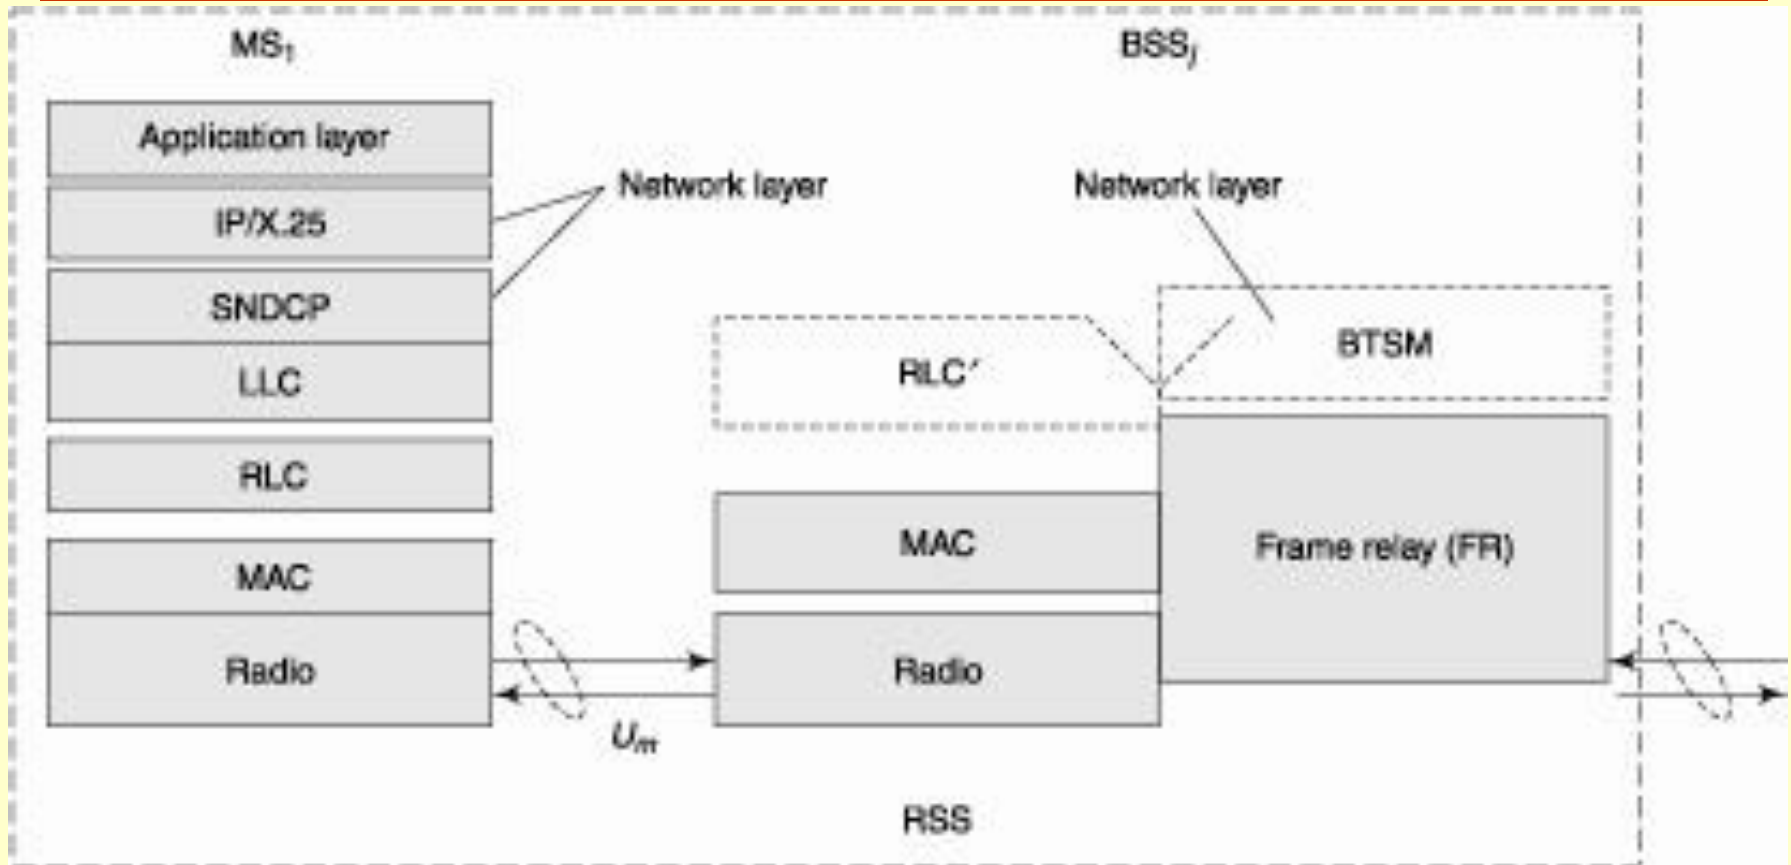 MS₁
BSSⱼ
Application layer
IP/X.25
SNDCP
LLC
RLC
MAC
Radio
Network layer
Network layer
RLC′
BTSM
MAC
Frame relay (FR)
Radio
Uₘ
RSS